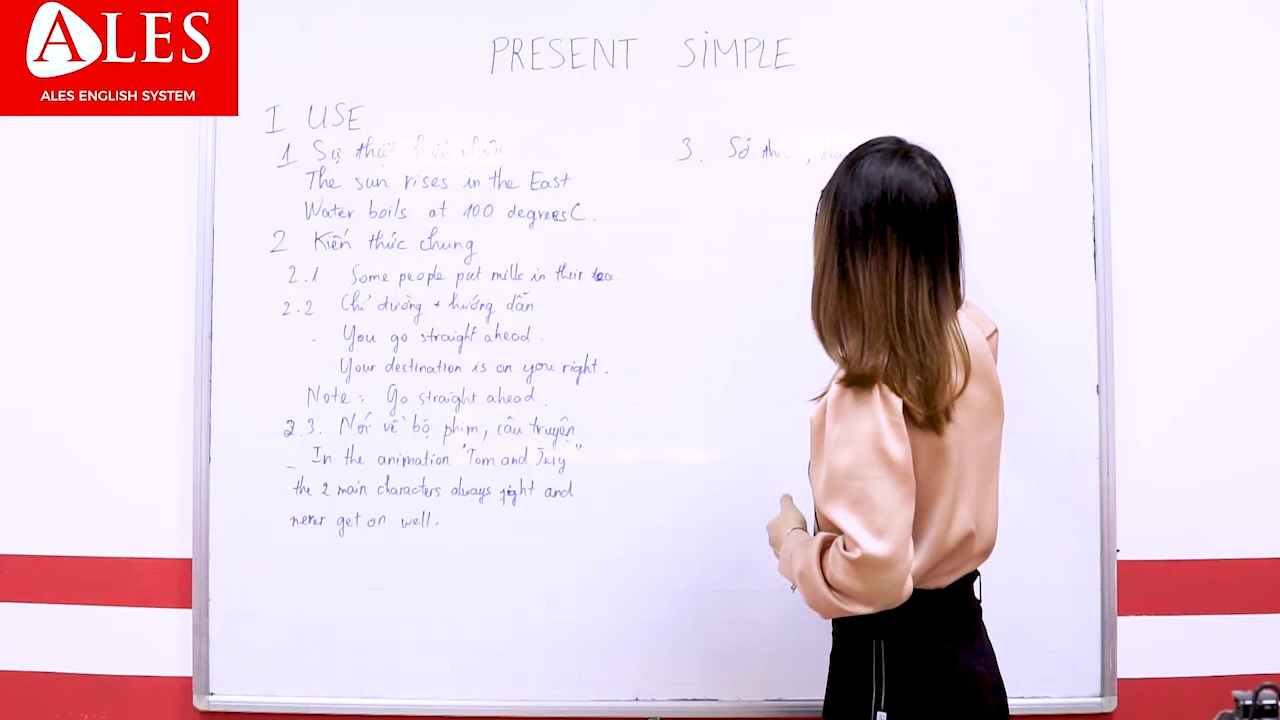 ALES
ALES ENGLISH SYSTEM
PRESENT SIMPLE
I USE
1 Sự thật
The sun rises in the East
Water boils at 100 degrees C.
2 Kiến thức chung
2.1 Some people put milk in their tea.
2.2 Chỉ đường + hướng dẫn
- You go straight ahead.
Your destination is on you right.
Note: Go straight ahead.
2.3. Nói về bộ phim, câu truyện
- In the animation "Tom and Jery"
the 2 main characters always fight and
never get on well.
3. Sở